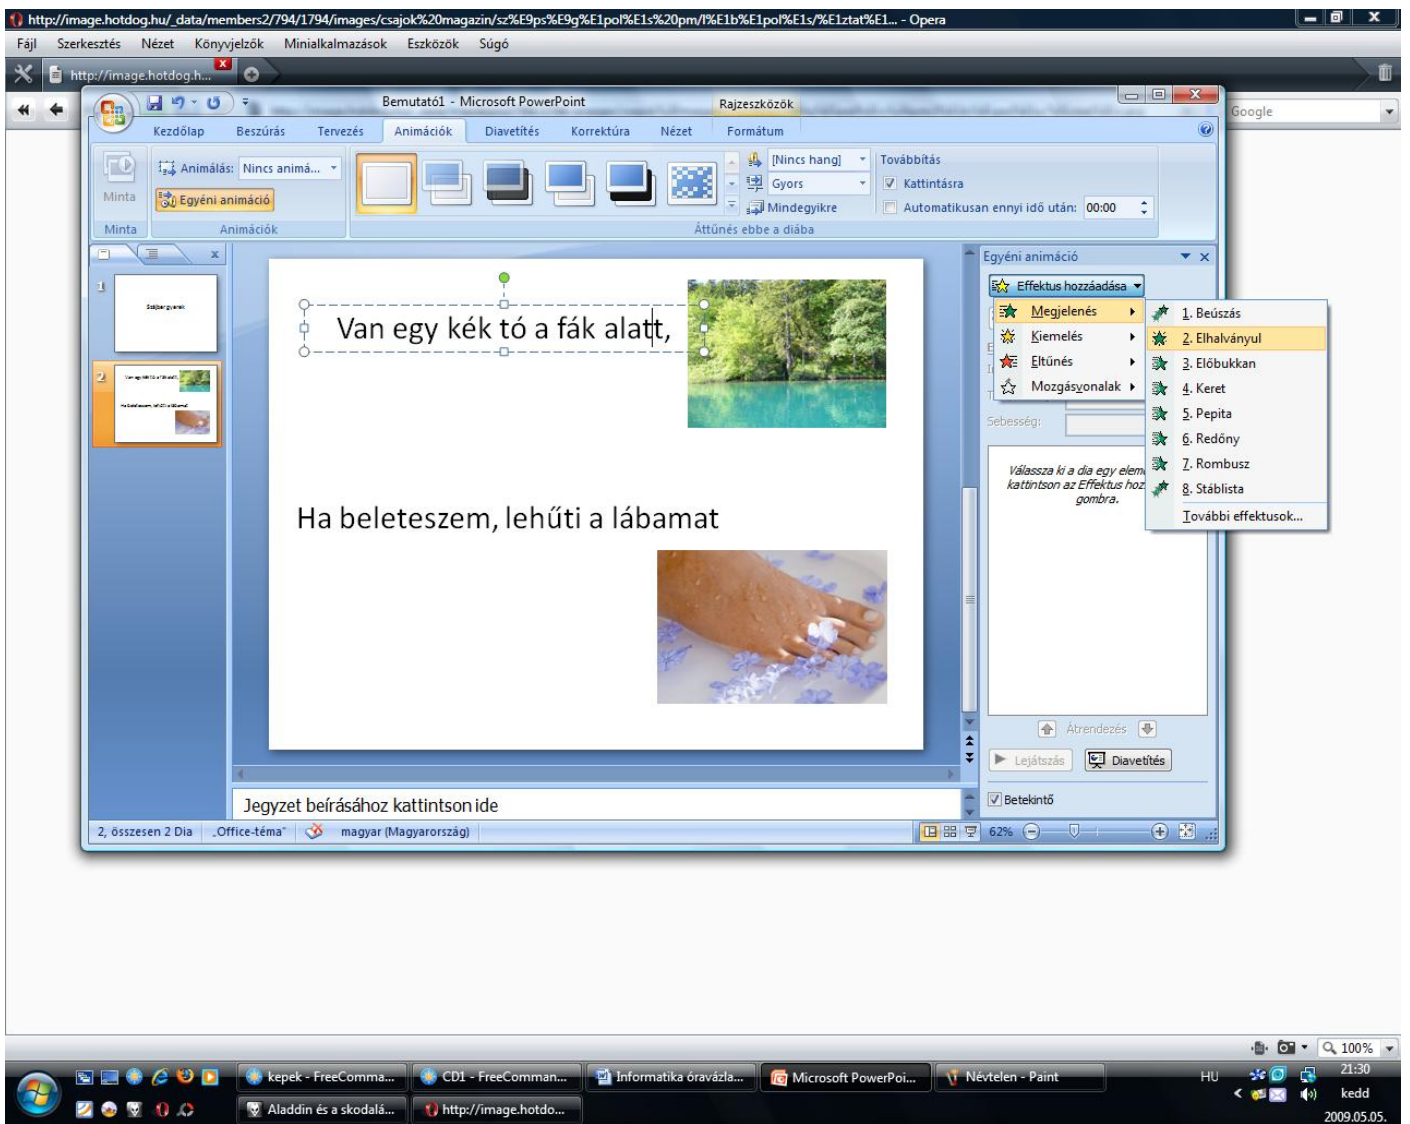 http://image.hotdog.hu/_data/members2/794/1794/images/csajok%20magazin/sz%E9ps%E9g%E1pol%E1s%20pm/l%E1b%E1pol%E1s/%E1ztat%E1... - Opera
Fájl Szerkesztés Nézet Könyvjelzők Minialkalmazások Eszközök Súgó
http://image.hotdog.h...
Google
Bemutató1 - Microsoft PowerPoint
Rajzeszközök
Kezdőlap Beszúrás Tervezés Animációk Diavetítés Korrektúra Nézet Formátum
Minta
Animálás: Nincs animá...
Egyéni animáció
[Nincs hang]
Gyors
Mindegyikre
Továbbítás
Kattintásra
Automatikusan ennyi idő után: 00:00
Minta Animációk Áttűnés ebbe a diába
1
2
Van egy kék tó a fák alatt,
Ha beleteszem, lehűti a lábamat
Egyéni animáció
Effektus hozzáadása
Megjelenés
Kiemelés
Eltűnés
Mozgásvonalak
1. Beúszás
2. Elhalványul
3. Előbukkan
4. Keret
5. Pepita
6. Redőny
7. Rombusz
8. Stáblista
További effektusok...
Sebesség:
Válassza ki a dia egy elem
kattintson az Effektus hoz
gombra.
Átrendezés
Lejátszás Diavetítés
Betekintő
Jegyzet beírásához kattintson ide
2, összesen 2 Dia „Office-téma” magyar (Magyarország) 62%
100%
kepek - FreeComma... CD1 - FreeComman... Informatika óravázla... Microsoft PowerPoi... Névtelen - Paint
Aladdin és a skodalá... http://image.hotdo...
HU
21:30
kedd
2009.05.05.